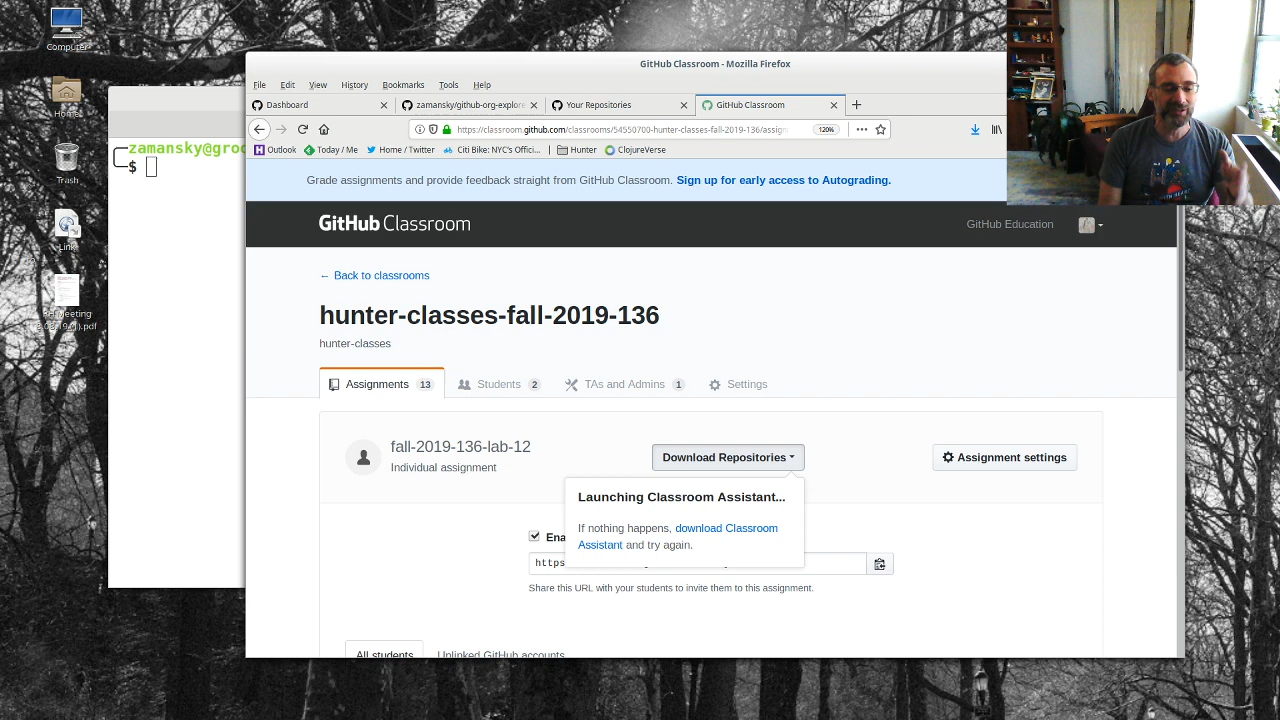 Computer
Home
Trash
Link
zamansky@groo
$
GitHub Classroom - Mozilla Firefox
File Edit View History Bookmarks Tools Help
Dashboard
zamansky/github-org-explore
Your Repositories
GitHub Classroom
https://classroom.github.com/classrooms/54550700-hunter-classes-fall-2019-136/assign
120%
Outlook
Today / Me
Home / Twitter
Citi Bike: NYC's Offici...
Hunter
ClojureVerse
Grade assignments and provide feedback straight from GitHub Classroom. Sign up for early access to Autograding.
GitHub Classroom
GitHub Education
← Back to classrooms
hunter-classes-fall-2019-136
hunter-classes
Assignments 13
Students 2
TAs and Admins 1
Settings
fall-2019-136-lab-12
Individual assignment
Download Repositories
Assignment settings
Launching Classroom Assistant...
If nothing happens, download Classroom
Assistant and try again.
Ena
https
Share this URL with your students to invite them to this assignment.
All students
Unlinked GitHub accounts